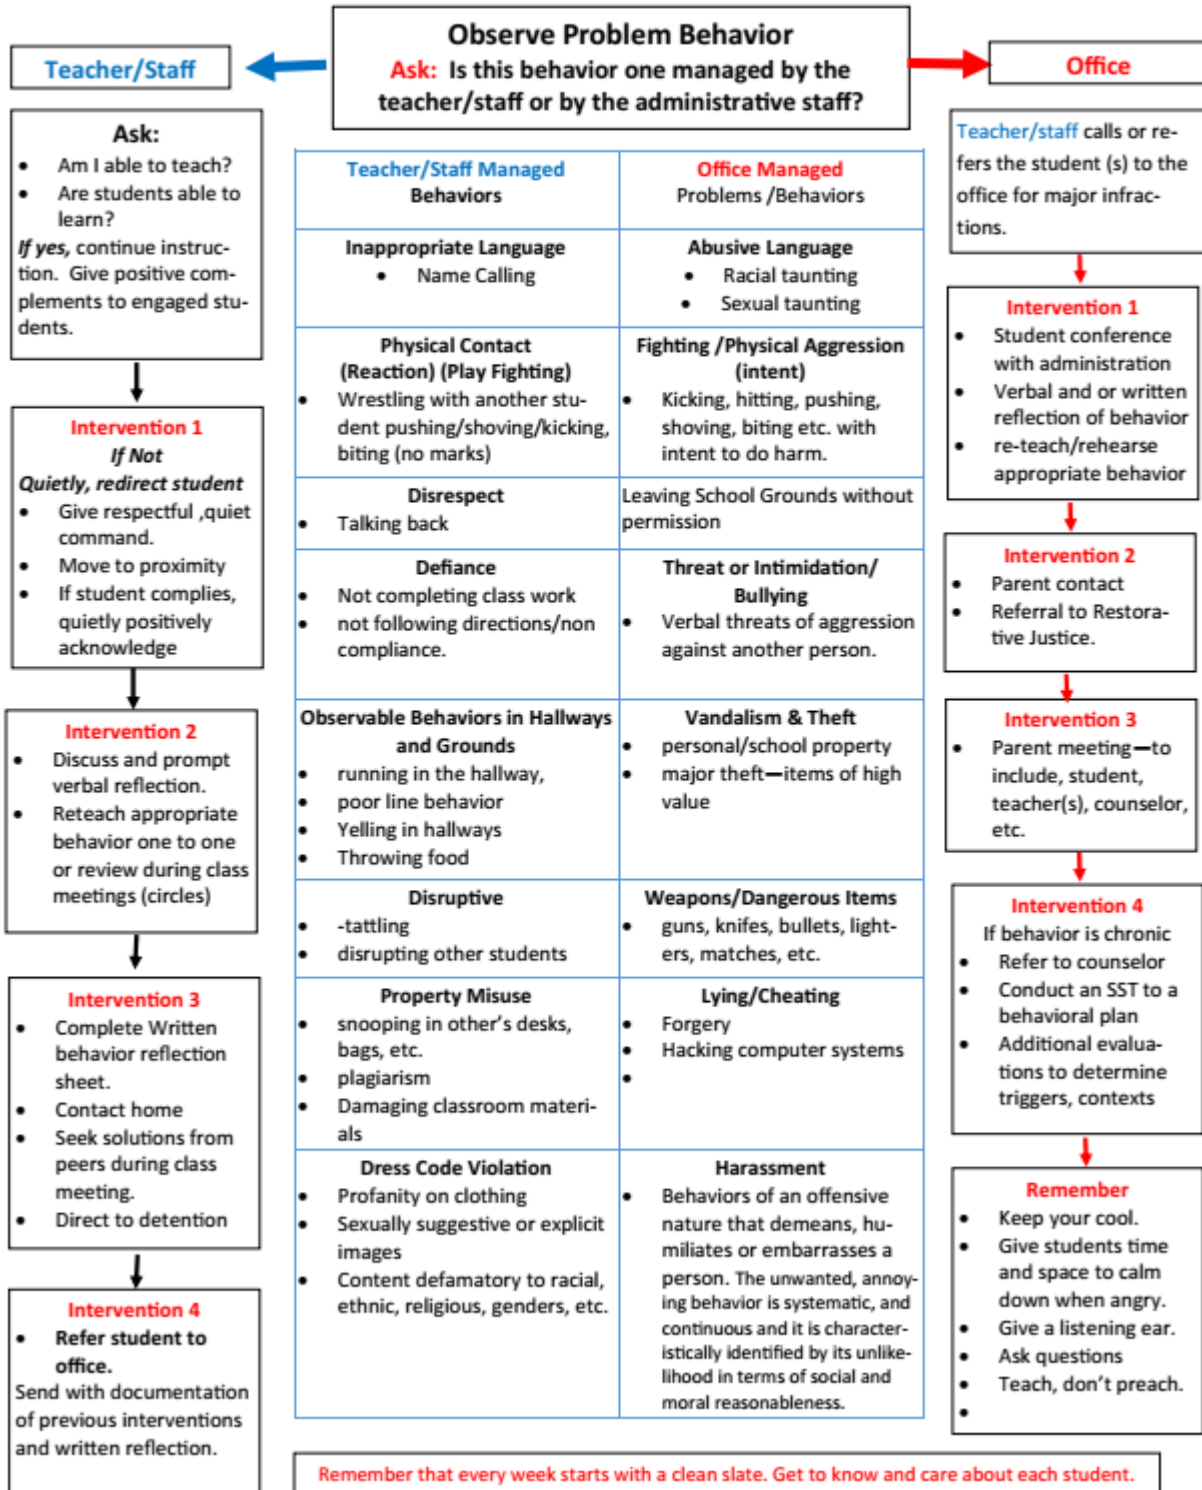 Observe Problem Behavior
Ask: Is this behavior one managed by the
teacher/staff or by the administrative staff?
Teacher/Staff
Ask:
• Am I able to teach?
• Are students able to
learn?
If yes, continue instruc-
tion. Give positive com-
plements to engaged stu-
dents.
Intervention 1
If Not
Quietly, redirect student
• Give respectful ,quiet
command.
• Move to proximity
• If student complies,
quietly positively
acknowledge
Intervention 2
• Discuss and prompt
verbal reflection.
• Reteach appropriate
behavior one to one
or review during class
meetings (circles)
Intervention 3
• Complete Written
behavior reflection
sheet.
• Contact home
• Seek solutions from
peers during class
meeting.
• Direct to detention
Intervention 4
• Refer student to
office.
Send with documentation
of previous interventions
and written reflection.
Teacher/Staff Managed
Behaviors
Office Managed
Problems /Behaviors
Inappropriate Language
• Name Calling
Abusive Language
• Racial taunting
• Sexual taunting
Physical Contact
(Reaction) (Play Fighting)
• Wrestling with another stu-
dent pushing/shoving/kicking,
biting (no marks)
Fighting /Physical Aggression
(intent)
• Kicking, hitting, pushing,
shoving, biting etc. with
intent to do harm.
Disrespect
• Talking back
Leaving School Grounds without
permission
Defiance
• Not completing class work
• not following directions/non
compliance.
Threat or Intimidation/
Bullying
• Verbal threats of aggression
against another person.
Observable Behaviors in Hallways
and Grounds
• running in the hallway,
• poor line behavior
• Yelling in hallways
• Throwing food
Vandalism & Theft
• personal/school property
• major theft—items of high
value
Disruptive
• -tattling
• disrupting other students
Weapons/Dangerous Items
• guns, knifes, bullets, light-
ers, matches, etc.
Property Misuse
• snooping in other's desks,
bags, etc.
• plagiarism
• Damaging classroom materi-
als
Lying/Cheating
• Forgery
• Hacking computer systems
•
Dress Code Violation
• Profanity on clothing
• Sexually suggestive or explicit
images
• Content defamatory to racial,
ethnic, religious, genders, etc.
Harassment
• Behaviors of an offensive
nature that demeans, hu-
miliates or embarrasses a
person. The unwanted, annoy-
ing behavior is systematic, and
continuous and it is character-
istically identified by its unlike-
lihood in terms of social and
moral reasonableness.
Office
Teacher/staff calls or re-
fers the student (s) to the
office for major infrac-
tions.
Intervention 1
• Student conference
with administration
• Verbal and or written
reflection of behavior
• re-teach/rehearse
appropriate behavior
Intervention 2
• Parent contact
• Referral to Restora-
tive Justice.
Intervention 3
• Parent meeting—to
include, student,
teacher(s), counselor,
etc.
Intervention 4
If behavior is chronic
• Refer to counselor
• Conduct an SST to a
behavioral plan
• Additional evalua-
tions to determine
triggers, contexts
Remember
• Keep your cool.
• Give students time
and space to calm
down when angry.
• Give a listening ear.
• Ask questions
• Teach, don't preach.
•
Remember that every week starts with a clean slate. Get to know and care about each student.